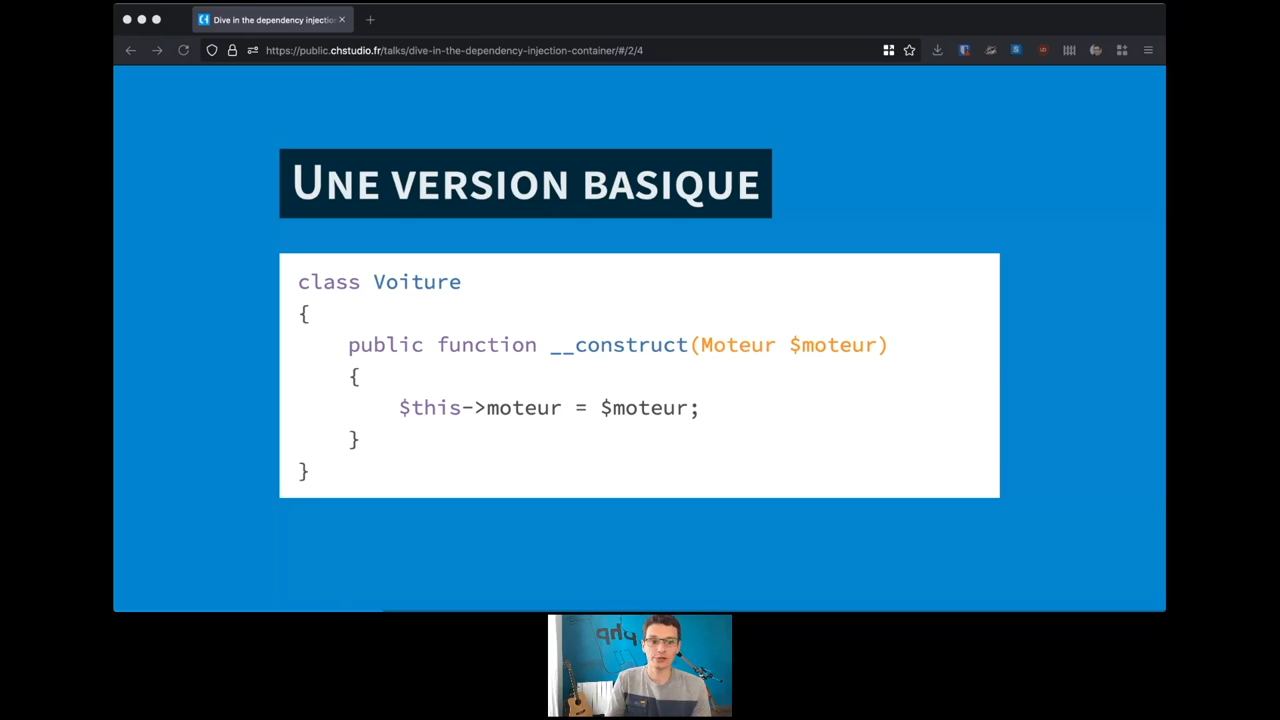 Dive in the dependency injectio
https://public.chstudio.fr/talks/dive-in-the-dependency-injection-container/#/2/4
UNE VERSION BASIQUE
class Voiture
{
public function __construct(Moteur $moteur)
{
$this->moteur = $moteur;
}
}
php